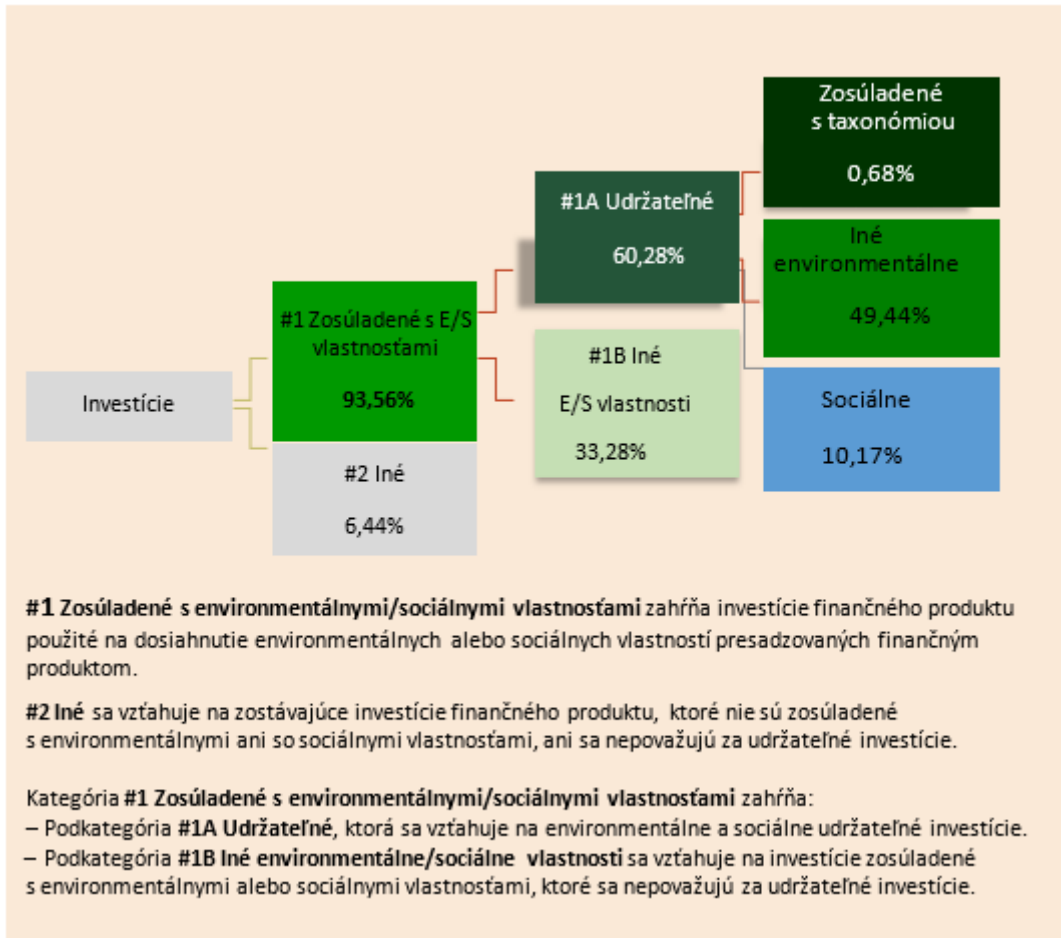 Zosúladené
s taxonómiou
0,68%
#1A Udržateľné
60,28%
Iné
environmentálne
49,44%
#1 Zosúladené s E/S
vlastnosťami
93,56%
#1B Iné
E/S vlastnosti
33,28%
Investície
Sociálne
10,17%
#2 Iné
6,44%
#1 Zosúladené s environmentálnymi/sociálnymi vlastnosťami zahŕňa investície finančného produktu
použité na dosiahnutie environmentálnych alebo sociálnych vlastností presadzovaných finančným
produktom.
#2 Iné sa vzťahuje na zostávajúce investície finančného produktu, ktoré nie sú zosúladené
s environmentálnymi ani so sociálnymi vlastnosťami, ani sa nepovažujú za udržateľné investície.
Kategória #1 Zosúladené s environmentálnymi/sociálnymi vlastnosťami zahŕňa:
– Podkategória #1A Udržateľné, ktorá sa vzťahuje na environmentálne a sociálne udržateľné investície.
– Podkategória #1B Iné environmentálne/sociálne vlastnosti sa vzťahuje na investície zosúladené
s environmentálnymi alebo sociálnymi vlastnosťami, ktoré sa nepovažujú za udržateľné investície.